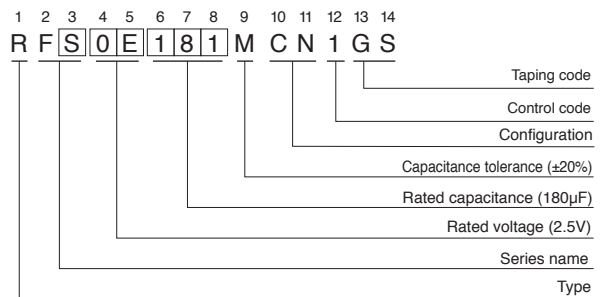 1 2 3 4 5 6 7 8 9 10 11 12 13 14
R F S 0 E 1 8 1 M C N 1 G S
Taping code
Control code
Configuration
Capacitance tolerance (±20%)
Rated capacitance (180µF)
Rated voltage (2.5V)
Series name
Type